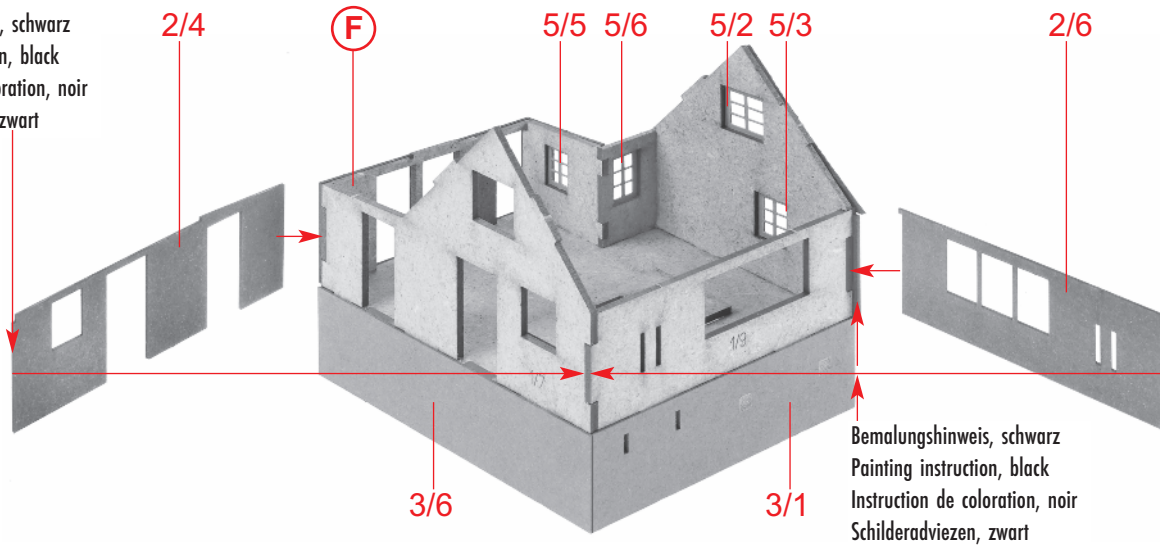 , schwarz
n, black
oration, noir
zwart
2/4
F
5/5
5/6
5/2
5/3
2/6
1/7
1/9
3/6
3/1
Bemalungshinweis, schwarz
Painting instruction, black
Instruction de coloration, noir
Schilderadviezen, zwart